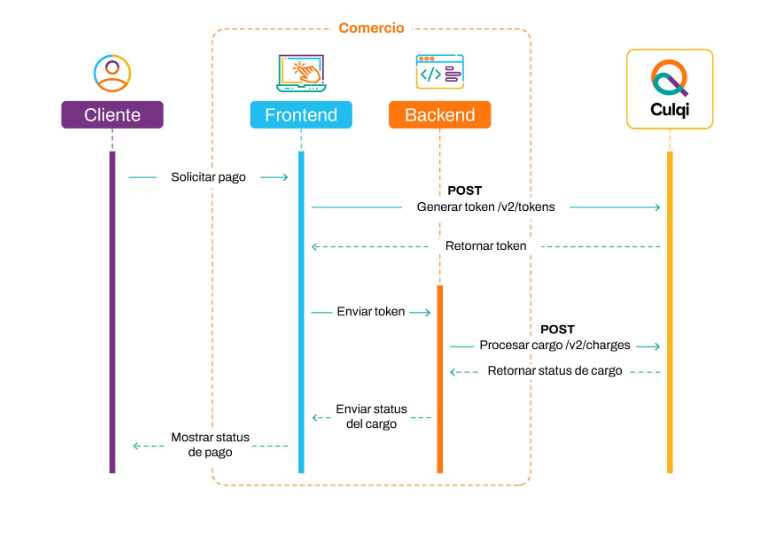 Comercio
Cliente
Frontend
Backend
Culqi
Solicitar pago
POST
Generar token /v2/tokens
Retornar token
Enviar token
POST
Procesar cargo /v2/charges
Retornar status de cargo
Enviar status
del cargo
Mostrar status
de pago